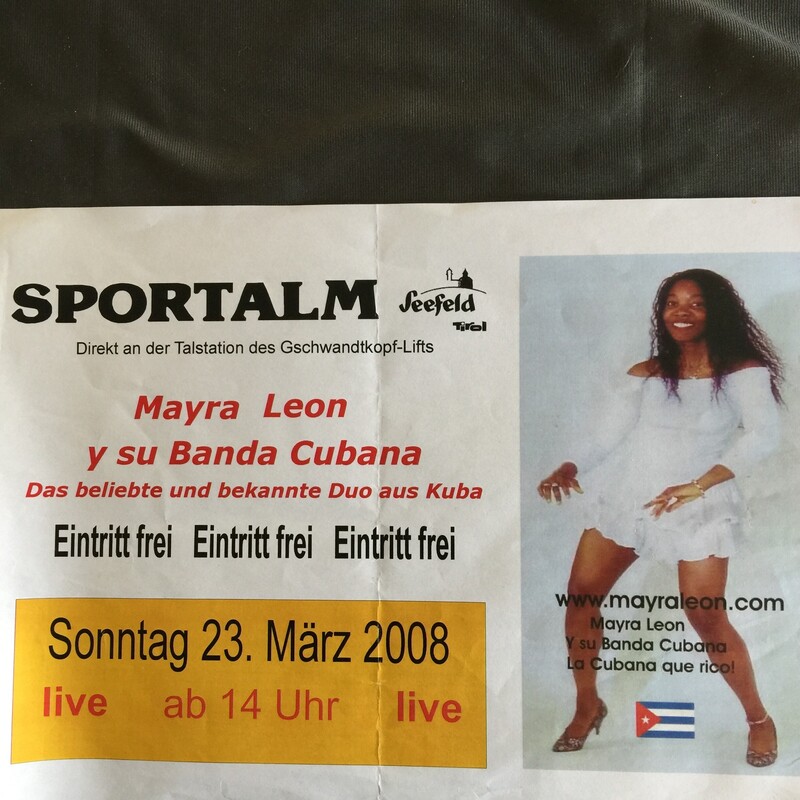 SPORTALM
Seefeld
Tirol
Direkt an der Talstation des Gschwandtkopf-Lifts
Mayra Leon
y su Banda Cubana
Das beliebte und bekannte Duo aus Kuba
Eintritt frei Eintritt frei Eintritt frei
Sonntag 23. März 2008
live ab 14 Uhr live
www.mayraleon.com
Mayra Leon
Y su Banda Cubana
La Cubana que rico!